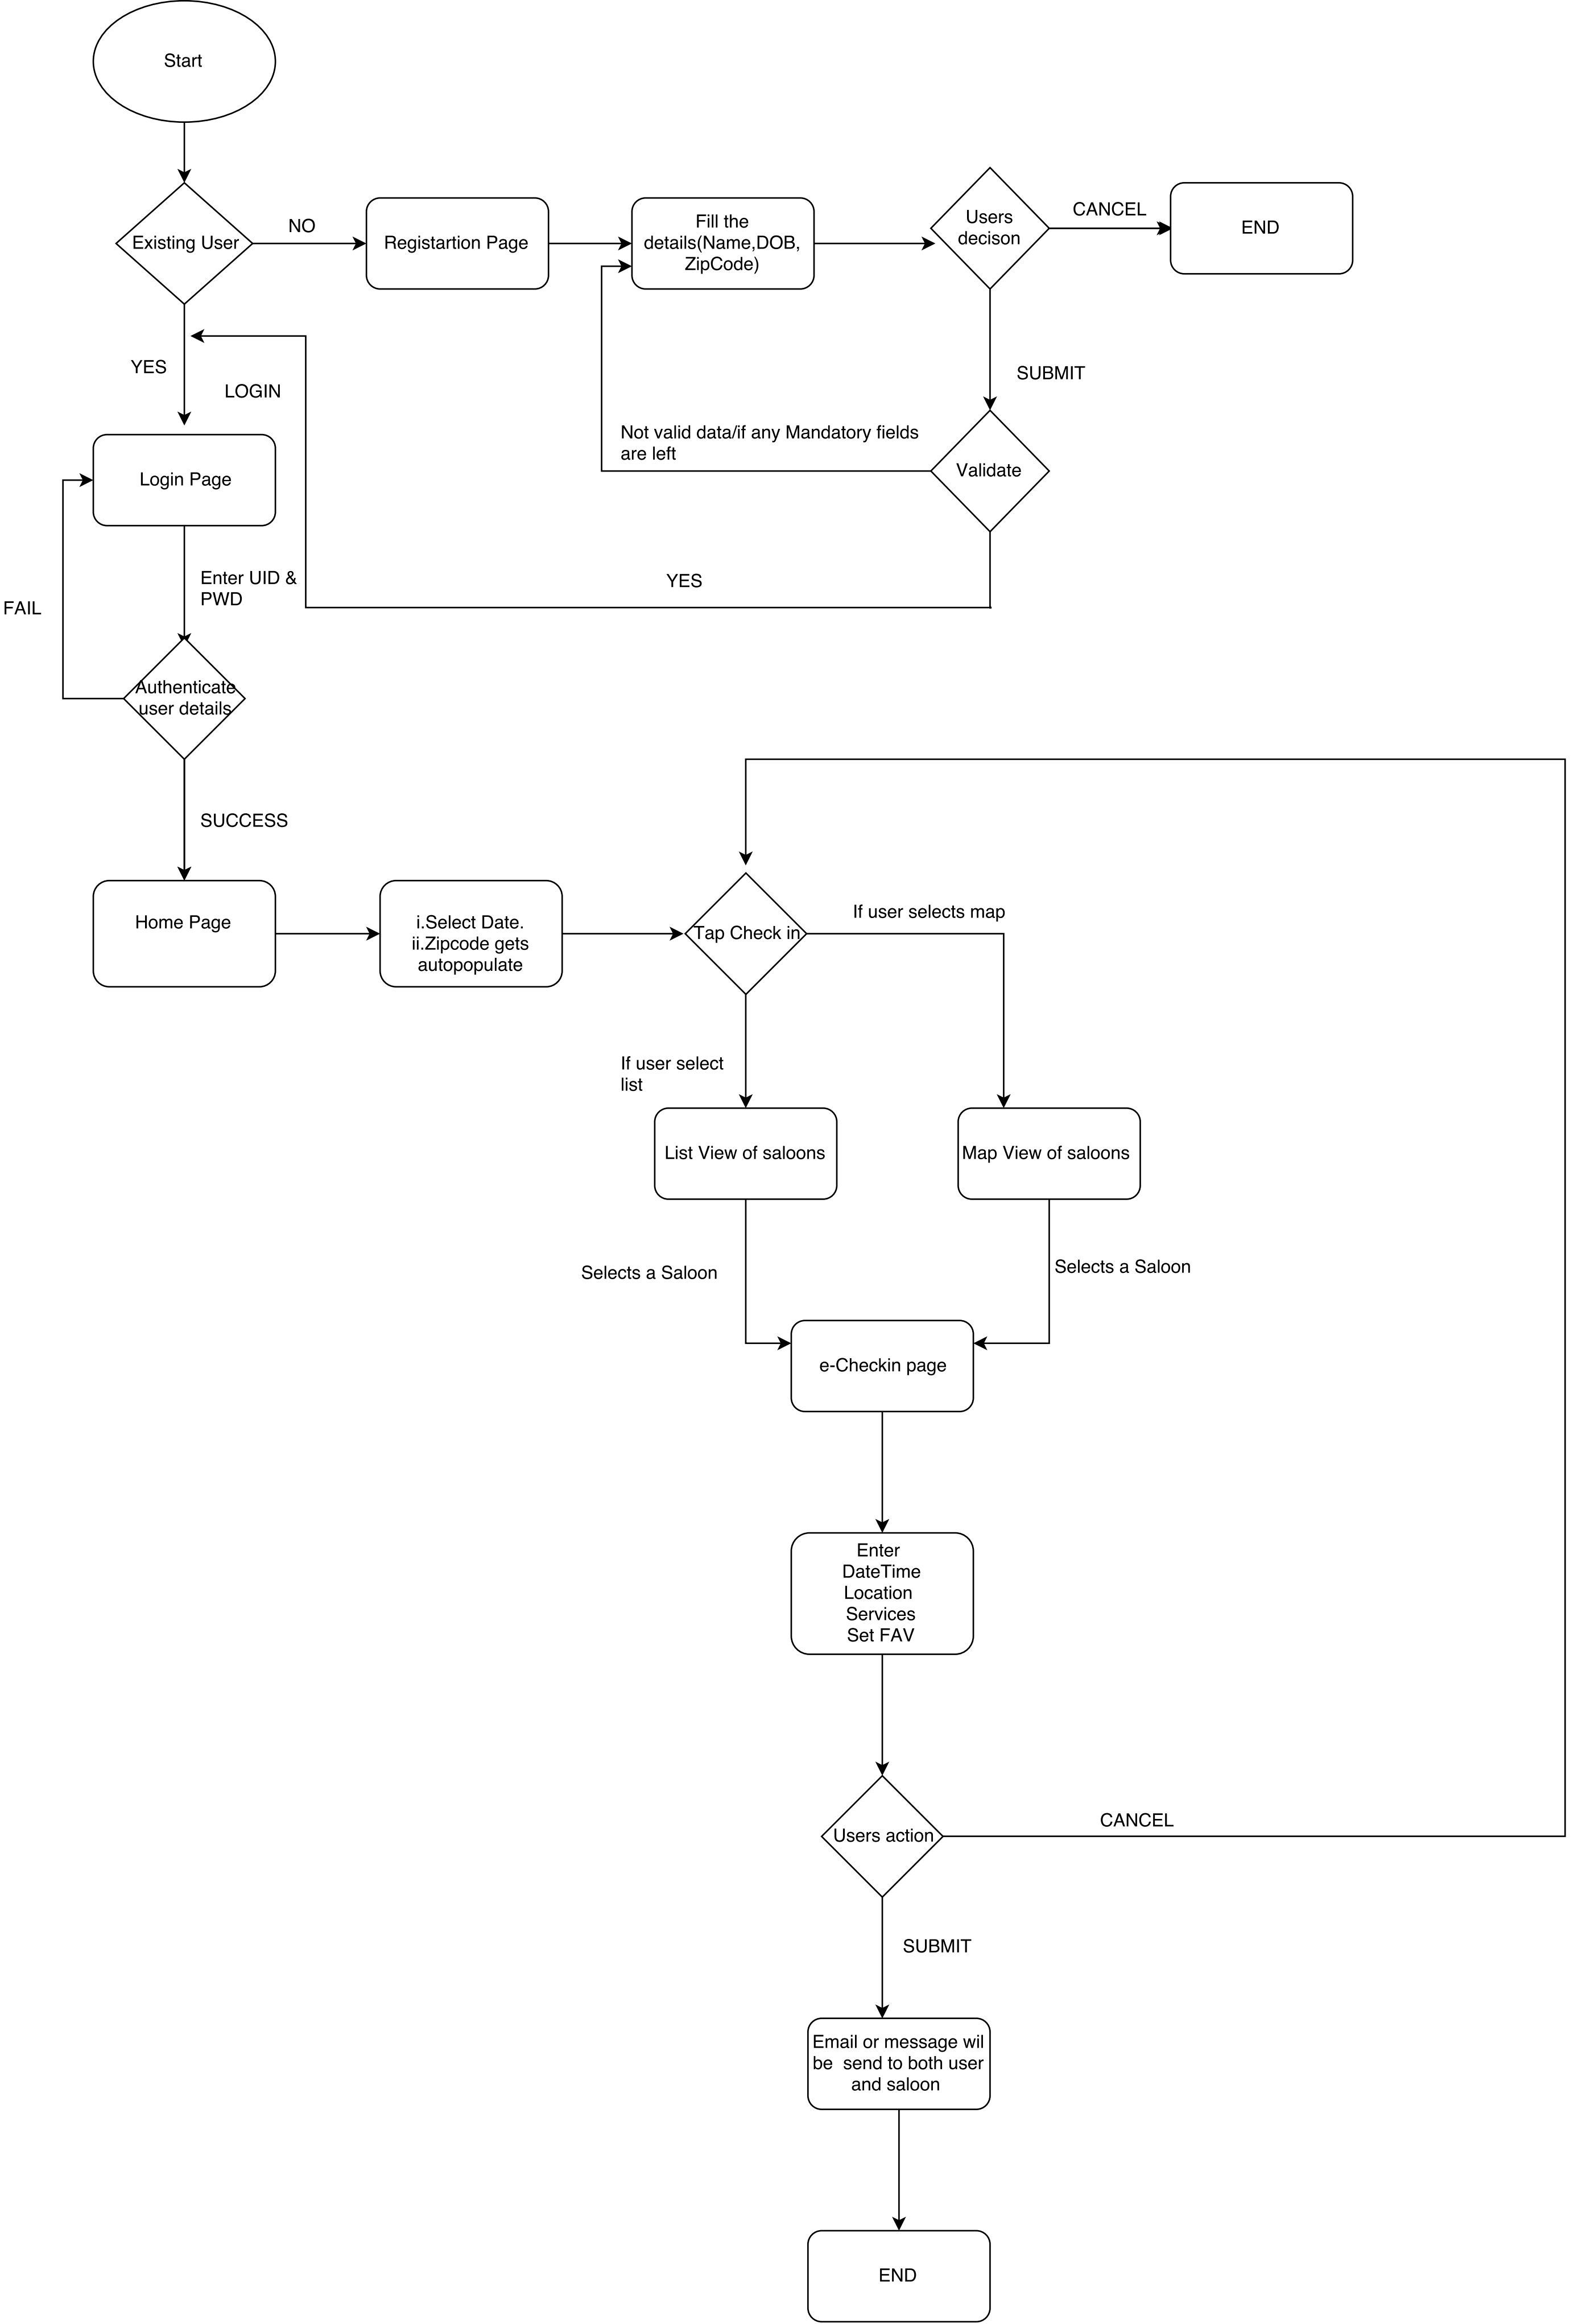 Start
Existing User
NO
Registartion Page
Fill the
details(Name,DOB,
ZipCode)
Users
decison
CANCEL
END
YES
LOGIN
SUBMIT
Not valid data/if any Mandatory fields
are left
Validate
Login Page
Enter UID &
PWD
YES
FAIL
Authenticate
user details
SUCCESS
Home Page
i.Select Date.
ii.Zipcode gets
autopopulate
Tap Check in
If user selects map
If user select
list
List View of saloons
Map View of saloons
Selects a Saloon
Selects a Saloon
e-Checkin page
Enter
DateTime
Location
Services
Set FAV
Users action
CANCEL
SUBMIT
Email or message wil
be  send to both user
and saloon
END